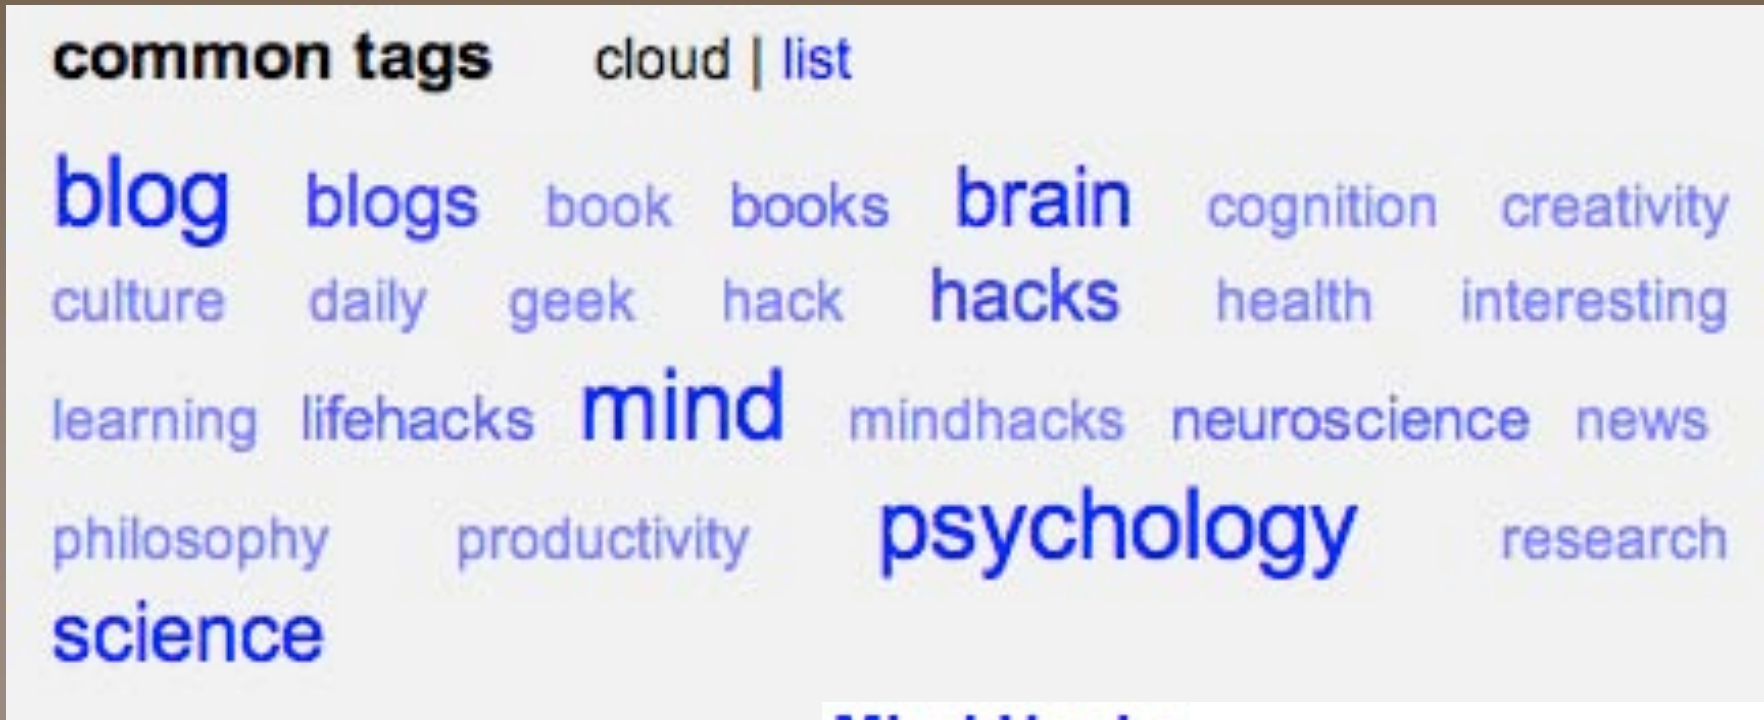 common tags cloud | list
blog blogs book books brain cognition creativity
culture daily geek hack hacks health interesting
learning lifehacks mind mindhacks neuroscience news
philosophy productivity psychology research
science